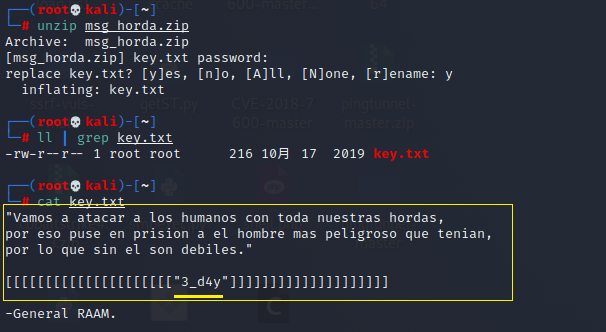 ┌──(root💀kali)-[~]
└─# unzip msg_horda.zip
Archive:  msg_horda.zip
[msg_horda.zip] key.txt password:
replace key.txt? [y]es, [n]o, [A]ll, [N]one, [r]ename: y
  inflating: key.txt
┌──(root💀kali)-[~]
└─# ll | grep key.txt
-rw-r--r-- 1 root root      216 10月 17  2019 key.txt
┌──(root💀kali)-[~]
└─# cat key.txt
"Vamos a atacar a los humanos con toda nuestras hordas,
por eso puse en prision a el hombre mas peligroso que tenian,
por lo que sin el son debiles."
[[[[[[[[[[[[[[[[[[[[["3_d4y"]]]]]]]]]]]]]]]]]]]]
-General RAAM.